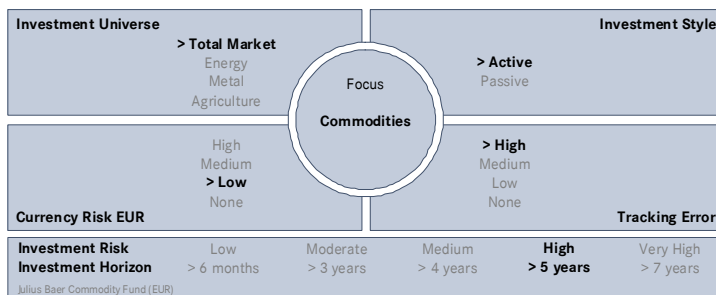 Investment Universe
> Total Market
Energy
Metal
Agriculture
Investment Style
> Active
Passive
Focus
Commodities
High
Medium
> Low
None
Currency Risk EUR
> High
Medium
Low
None
Tracking Error
Investment Risk Low Moderate Medium High Very High
Investment Horizon > 6 months > 3 years > 4 years > 5 years > 7 years
Julius Baer Commodity Fund (EUR)